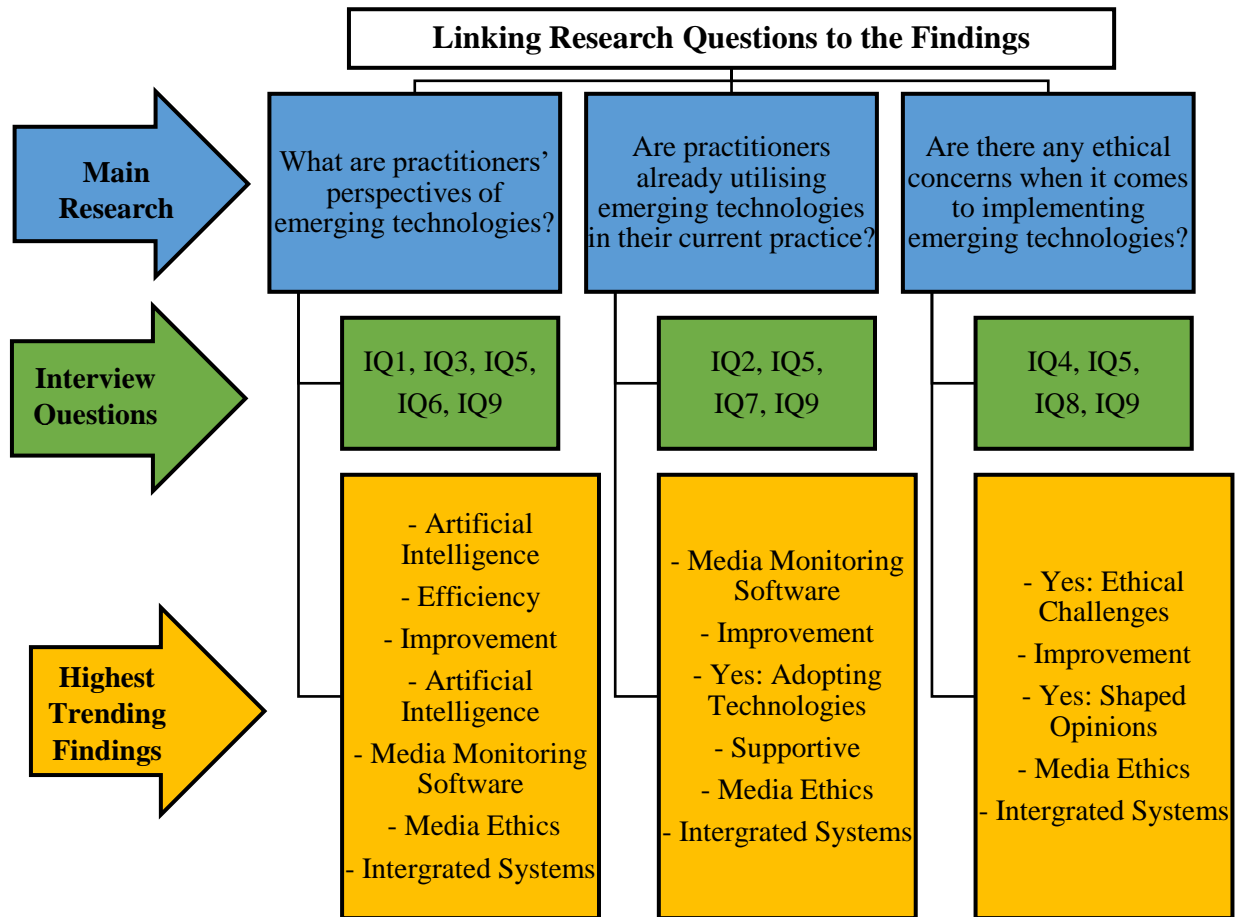 Linking Research Questions to the Findings
Main
Research
What are practitioners’
perspectives of
emerging technologies?
Are practitioners
already utilising
emerging technologies
in their current practice?
Are there any ethical
concerns when it comes
to implementing
emerging technologies?
Interview
Ouestions
IQ1, IQ3, IQ5,
IQ6, IQ9
IQ2, IQ5,
IQ7, IQ9
IQ4, IQ5,
IQ8, IQ9
Highest
Trending
Findings
- Artificial
Intelligence
- Efficiency
- Improvement
- Artificial
Intelligence
- Media Monitoring
Software
- Media Ethics
- Intergrated Systems
- Media Monitoring
Software
- Improvement
- Yes: Adopting
Technologies
- Supportive
- Media Ethics
- Intergrated Systems
- Yes: Ethical
Challenges
- Improvement
- Yes: Shaped
Opinions
- Media Ethics
- Intergrated Systems